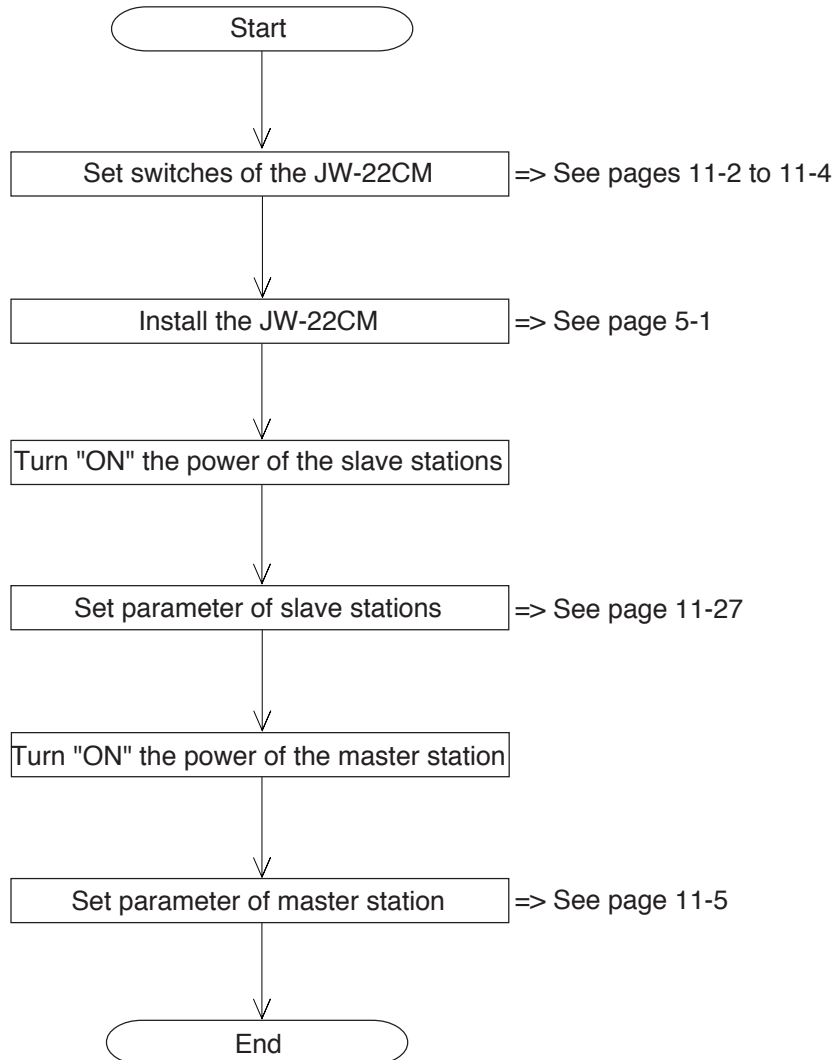 Start
Set switches of the JW-22CM => See pages 11-2 to 11-4
Install the JW-22CM => See page 5-1
Turn "ON" the power of the slave stations
Set parameter of slave stations => See page 11-27
Turn "ON" the power of the master station
Set parameter of master station => See page 11-5
End